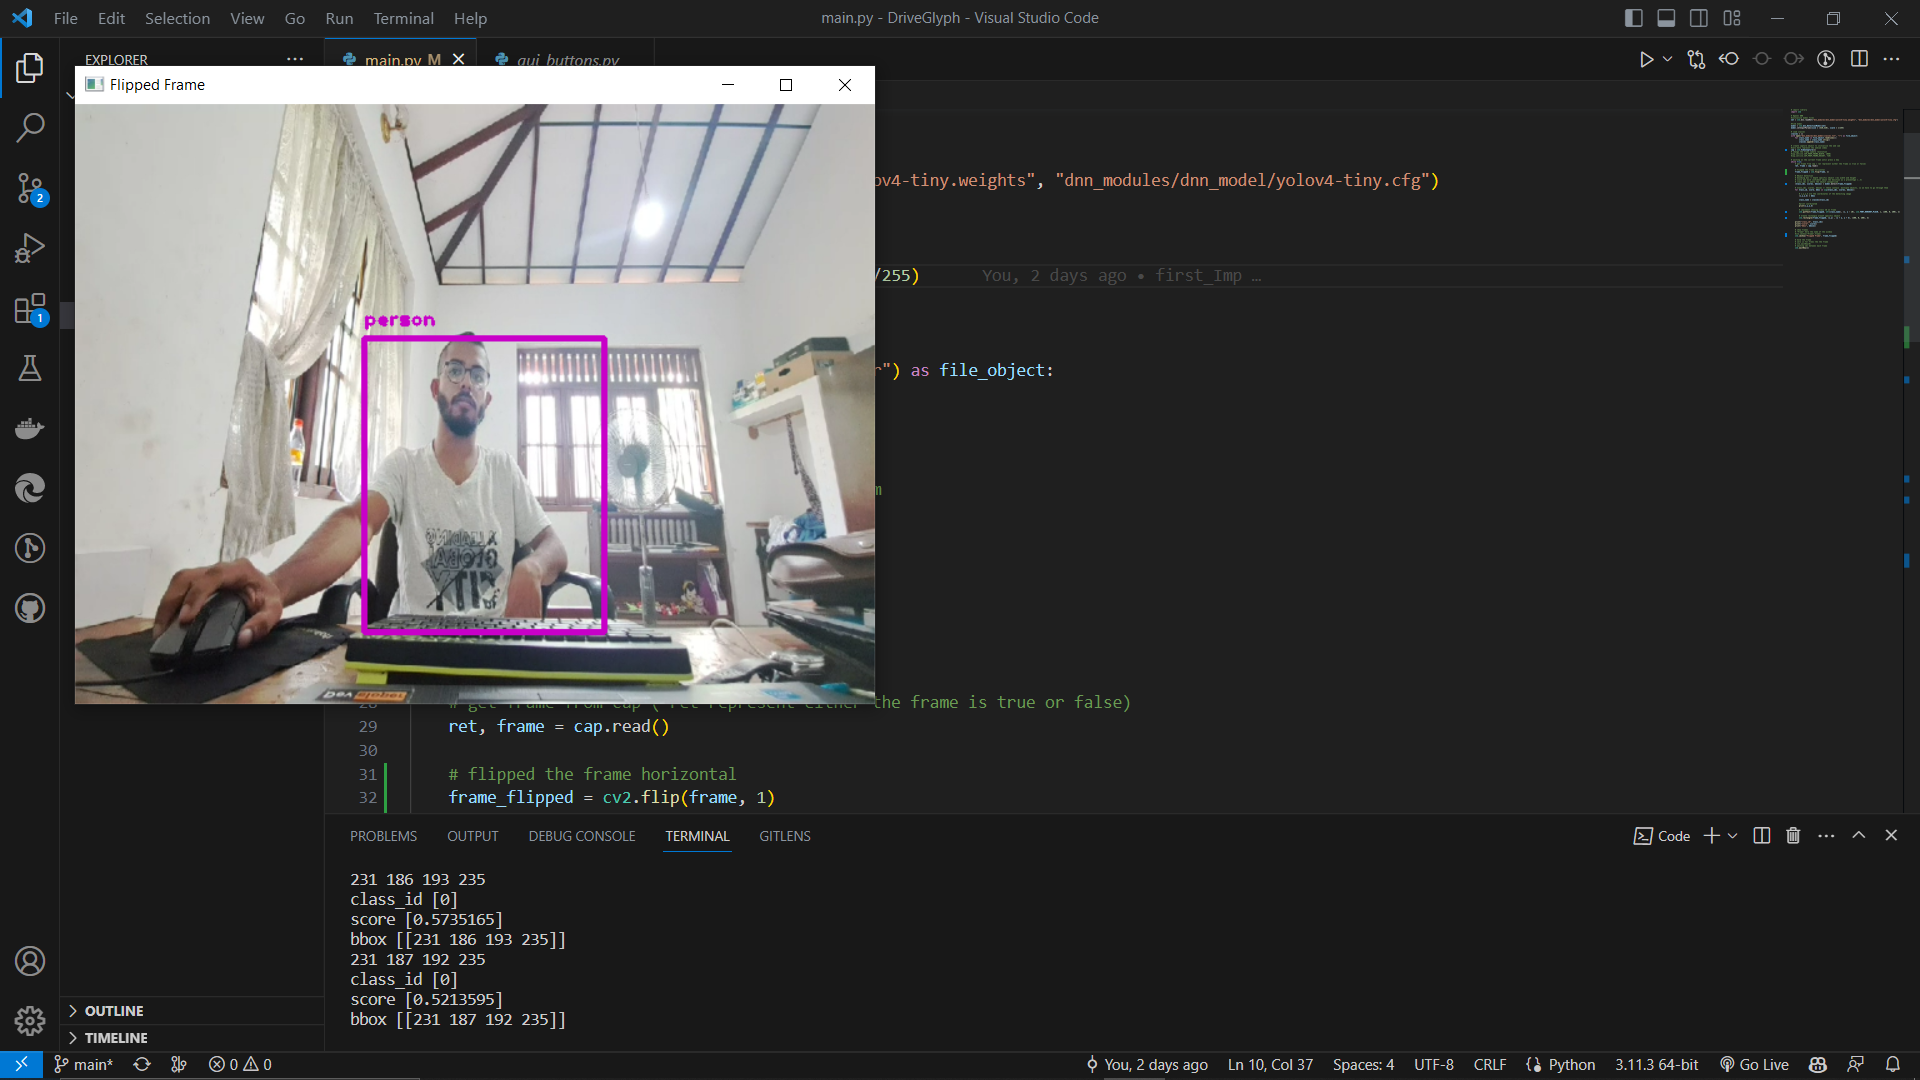 File Edit Selection View Go Run Terminal Help
main.py - DriveGlyph - Visual Studio Code
EXPLORER
main.py M
gui_buttons.py
Flipped Frame
ov4-tiny.weights", "dnn_modules/dnn_model/yolov4-tiny.cfg")
/255) You, 2 days ago • first_Imp …
") as file_object:
person
2
1
the frame is true or false)
29 ret, frame = cap.read()
30
31 # flipped the frame horizontal
32 frame_flipped = cv2.flip(frame, 1)
PROBLEMS OUTPUT DEBUG CONSOLE TERMINAL GITLENS
Code
231 186 193 235
class_id [0]
score [0.5735165]
bbox [[231 186 193 235]]
231 187 192 235
class_id [0]
score [0.5213595]
bbox [[231 187 192 235]]
OUTLINE
TIMELINE
main* 0 0
You, 2 days ago Ln 10, Col 37 Spaces: 4 UTF-8 CRLF Python 3.11.3 64-bit Go Live